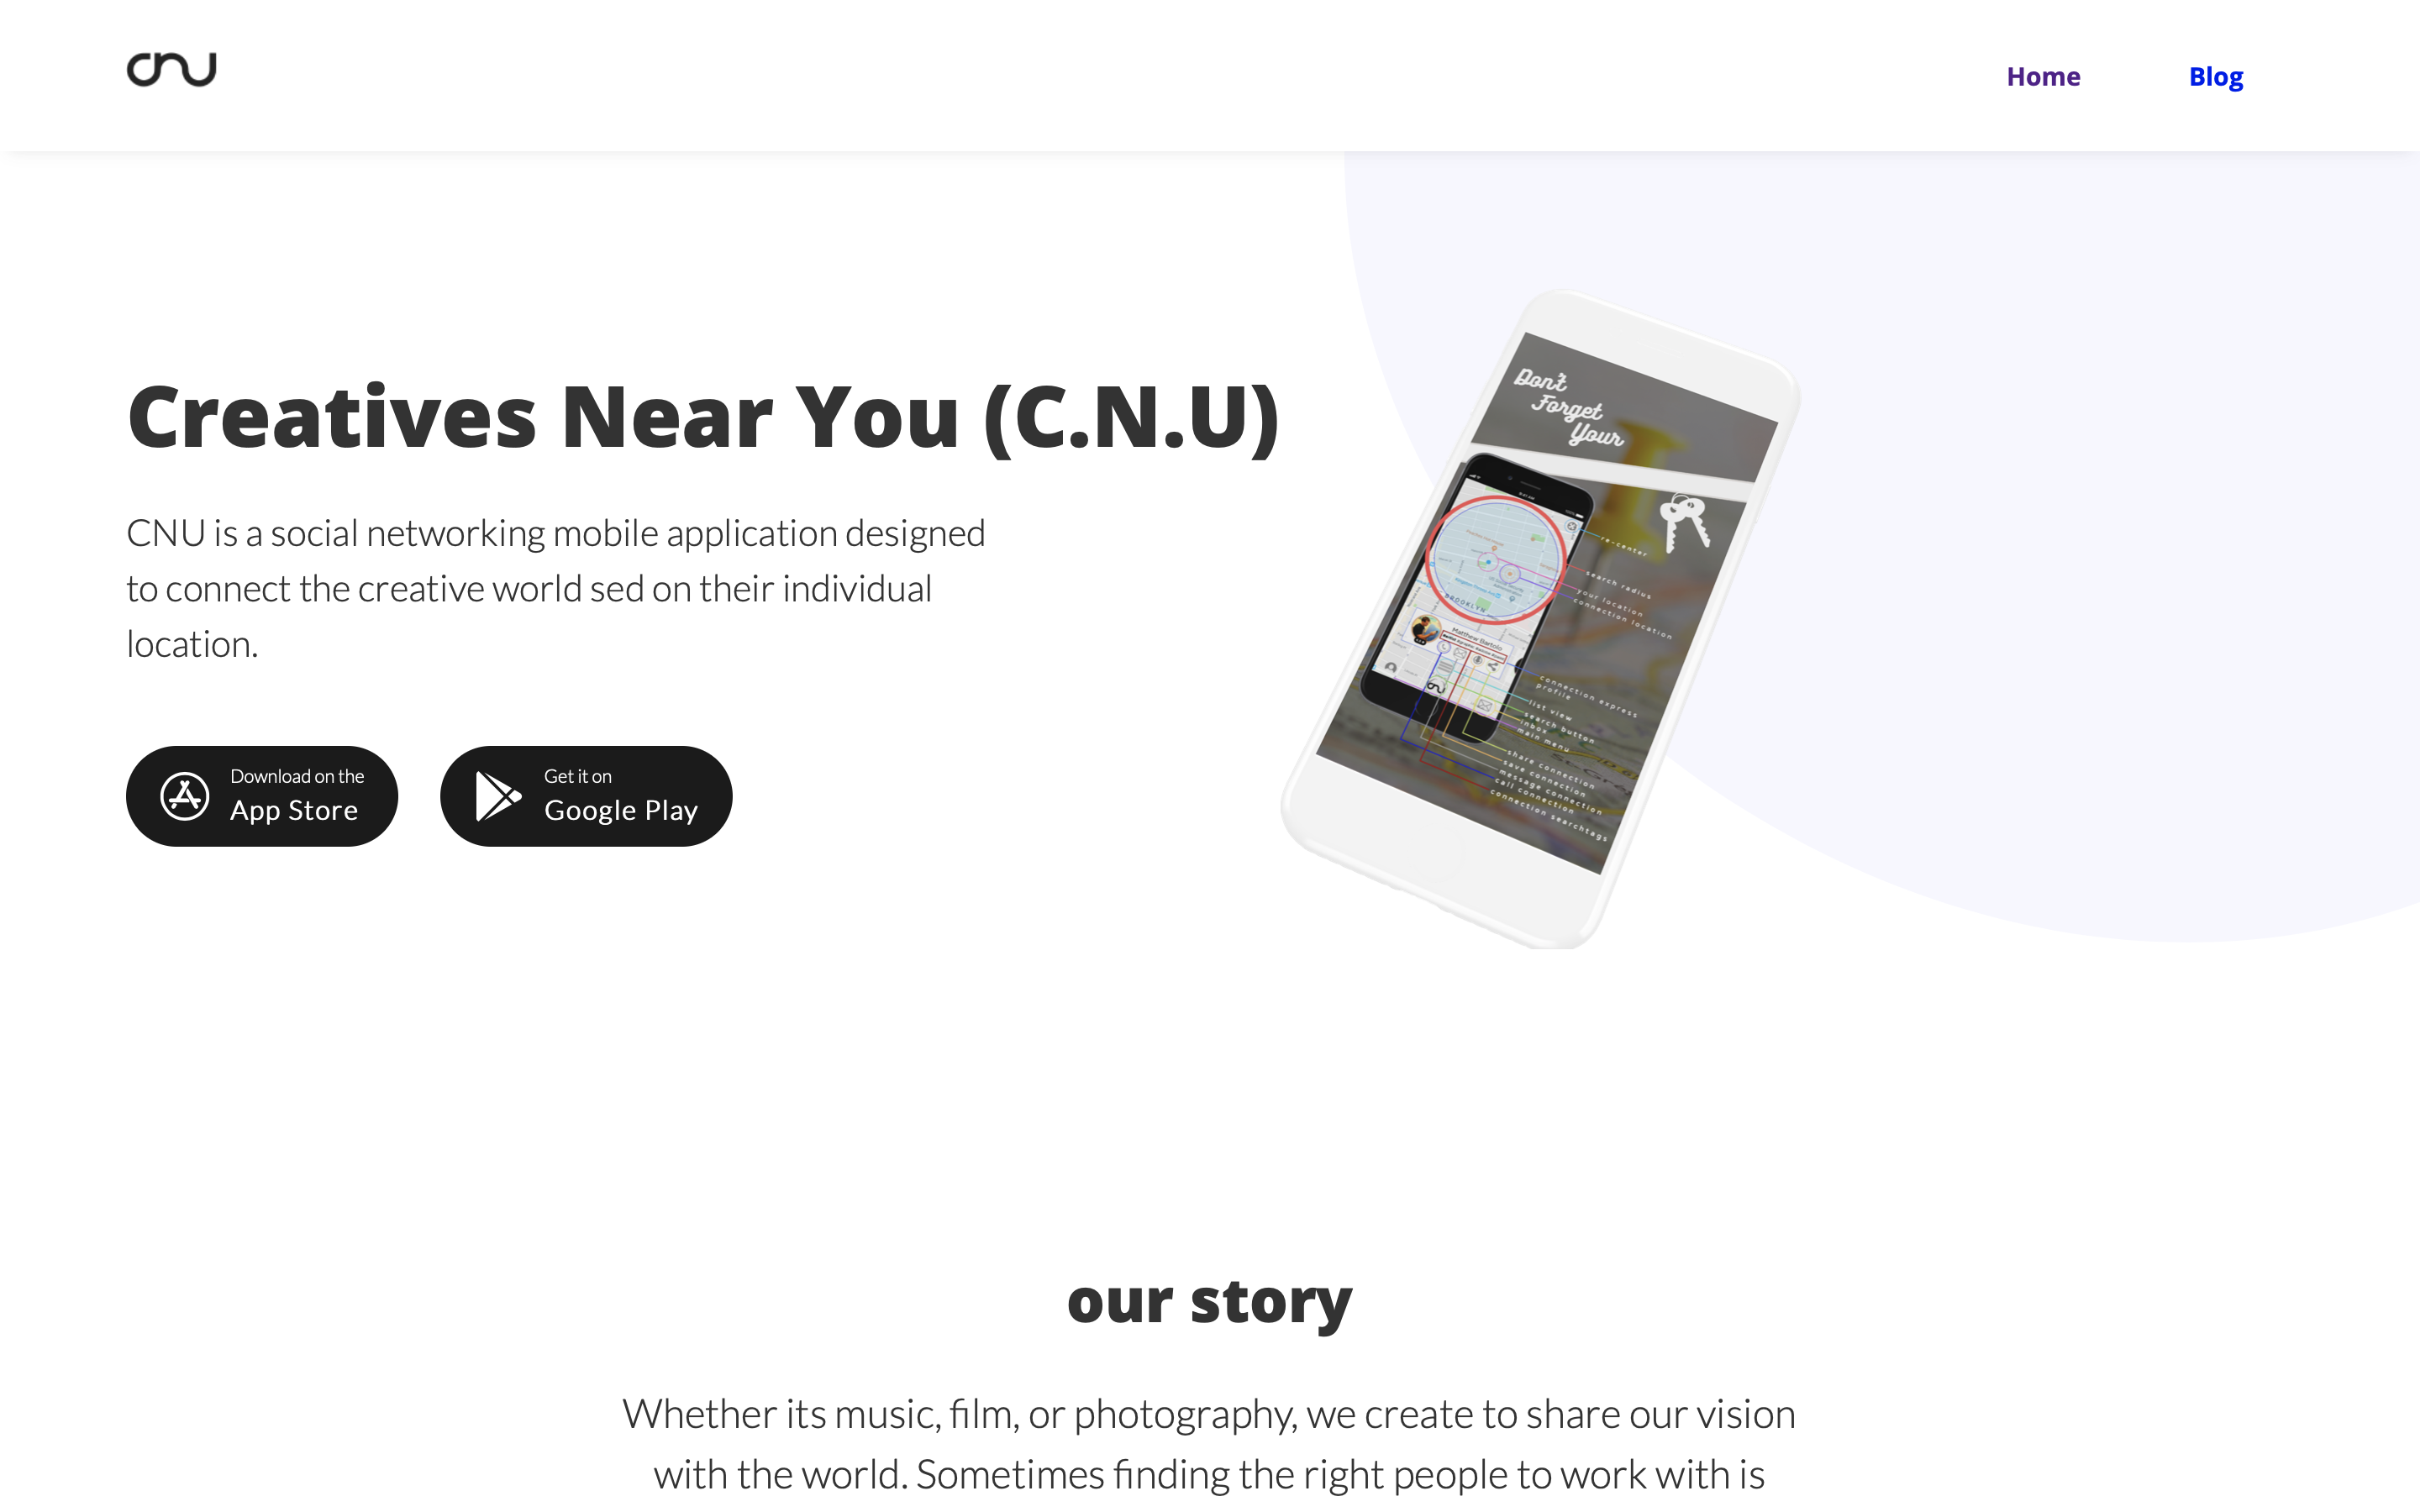 cnu
Home
Blog
Creatives Near You (C.N.U)
CNU is a social networking mobile application designed
to connect the creative world sed on their individual
location.
Download on the
App Store
Get it on
Google Play
Don't
Forget
Your
re-center
search radius
your location
connection location
BROOKLYN
Matthew Bartolo
connection express
profile
list view
search button
inbox
main menu
share connection
save connection
message connection
call connection
connection searchtags
our story
Whether its music, film, or photography, we create to share our vision
with the world. Sometimes finding the right people to work with is